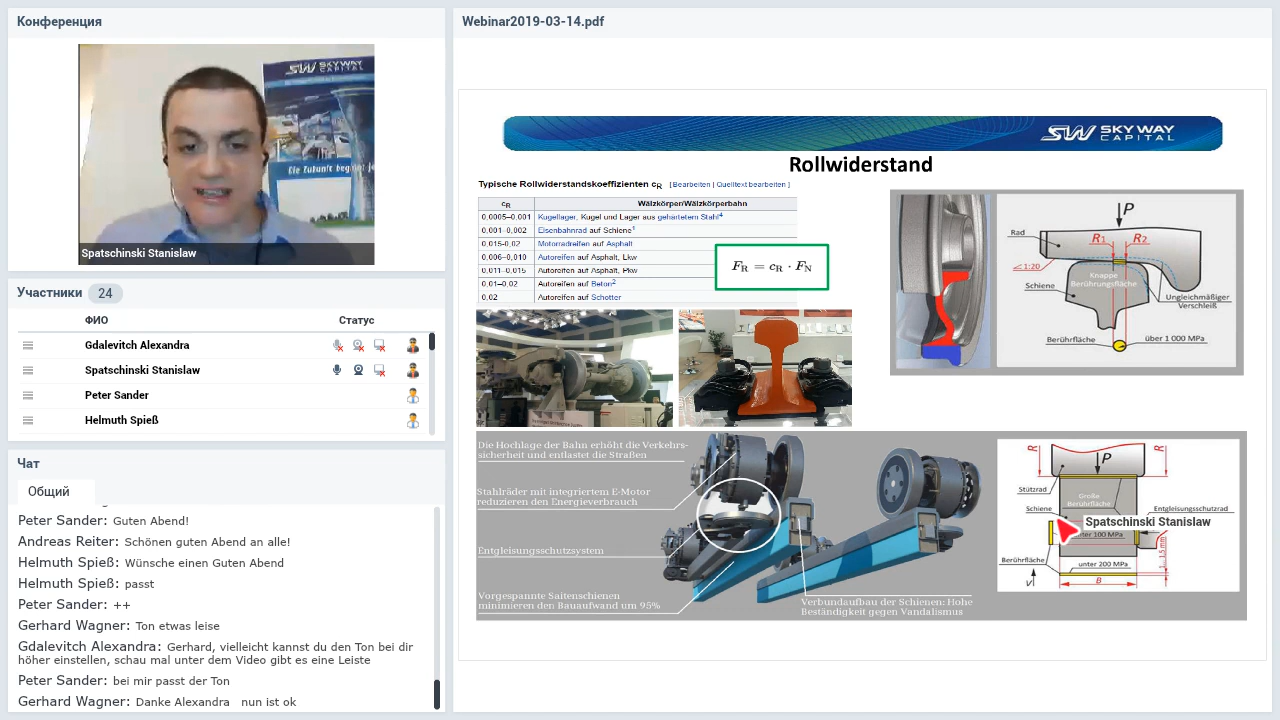 Конференция
SW SKYWAY
CAPITAL
Die Zukunft beginnt je
Spatschinski Stanislaw
Участники 24
ФИО Статус
Gdalevitch Alexandra
Spatschinski Stanislaw
Peter Sander
Helmuth Spieß
Чат
Общий
Peter Sander: Guten Abend!
Andreas Reiter: Schönen guten Abend an alle!
Helmuth Spieß: Wünsche einen Guten Abend
Helmuth Spieß: passt
Peter Sander: ++
Gerhard Wagner: Ton etwas leise
Gdalevitch Alexandra: Gerhard, vielleicht kannst du den Ton bei dir
höher einstellen, schau mal unter dem Video gibt es eine Leiste
Peter Sander: bei mir passt der Ton
Gerhard Wagner: Danke Alexandra nun ist ok
Webinar2019-03-14.pdf
SW SKY WAY
CAPITAL
Rollwiderstand
Typische Rollwiderstandskoeffizienten cR [ Bearbeiten | Quelltext bearbeiten ]
cR Wälzkörper/Wälzkörperbahn
0,0005–0,001 Kugellager, Kugel und Lager aus gehärtetem Stahl4
0,001–0,002 Eisenbahnrad auf Schiene1
0,015-0,02 Motorradreifen auf Asphalt
0,006–0,010 Autoreifen auf Asphalt, Lkw
0,011–0,015 Autoreifen auf Asphalt, Pkw
0,01–0,02 Autoreifen auf Beton2
0,02 Autoreifen auf Schotter
FR = cR · FN
P
Rad
R1 R2
∠1:20
Knappe
Berührungsfläche
Schiene
Ungleichmäßiger
Verschleiß
Berührfläche
über 1 000 MPa
Die Hochlage der Bahn erhöht die Verkehrs-
sicherheit und entlastet die Straßen
Stahlräder mit integriertem E-Motor
reduzieren den Energieverbrauch
Entgleisungsschutzsystem
Vorgespannte Saitenschienen
minimieren den Bauaufwand um 95%
Verbundaufbau der Schienen: Hohe
Beständigkeit gegen Vandalismus
R P R
Stützrad
Große
Berührungsfläche
Schiene
Entgleisungsschutzrad
Spatschinski Stanislaw
unter 100 MPa
Berührfläche
unter 200 MPa
V
B